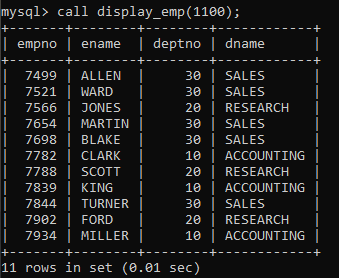 mysql> call display_emp(1100);
+-------+--------+--------+------------+
| empno | ename  | deptno | dname      |
+-------+--------+--------+------------+
|  7499 | ALLEN  |     30 | SALES      |
|  7521 | WARD   |     30 | SALES      |
|  7566 | JONES  |     20 | RESEARCH   |
|  7654 | MARTIN |     30 | SALES      |
|  7698 | BLAKE  |     30 | SALES      |
|  7782 | CLARK  |     10 | ACCOUNTING |
|  7788 | SCOTT  |     20 | RESEARCH   |
|  7839 | KING   |     10 | ACCOUNTING |
|  7844 | TURNER |     30 | SALES      |
|  7902 | FORD   |     20 | RESEARCH   |
|  7934 | MILLER |     10 | ACCOUNTING |
+-------+--------+--------+------------+
11 rows in set (0.01 sec)